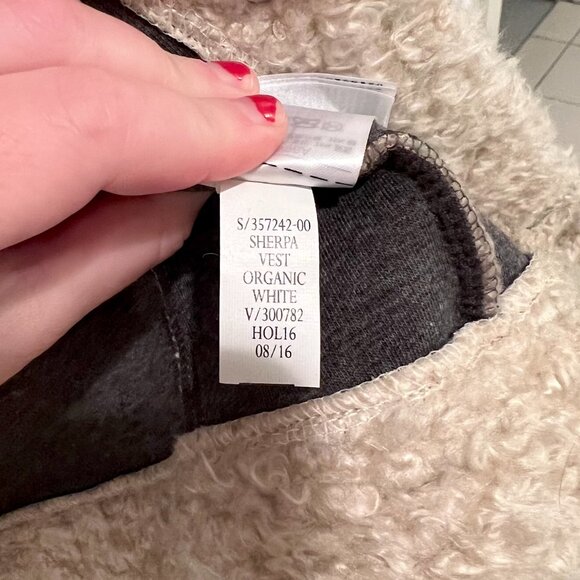 S/357242-00
SHERPA
VEST
ORGANIC
WHITE
V/300782
HOL16
08/16